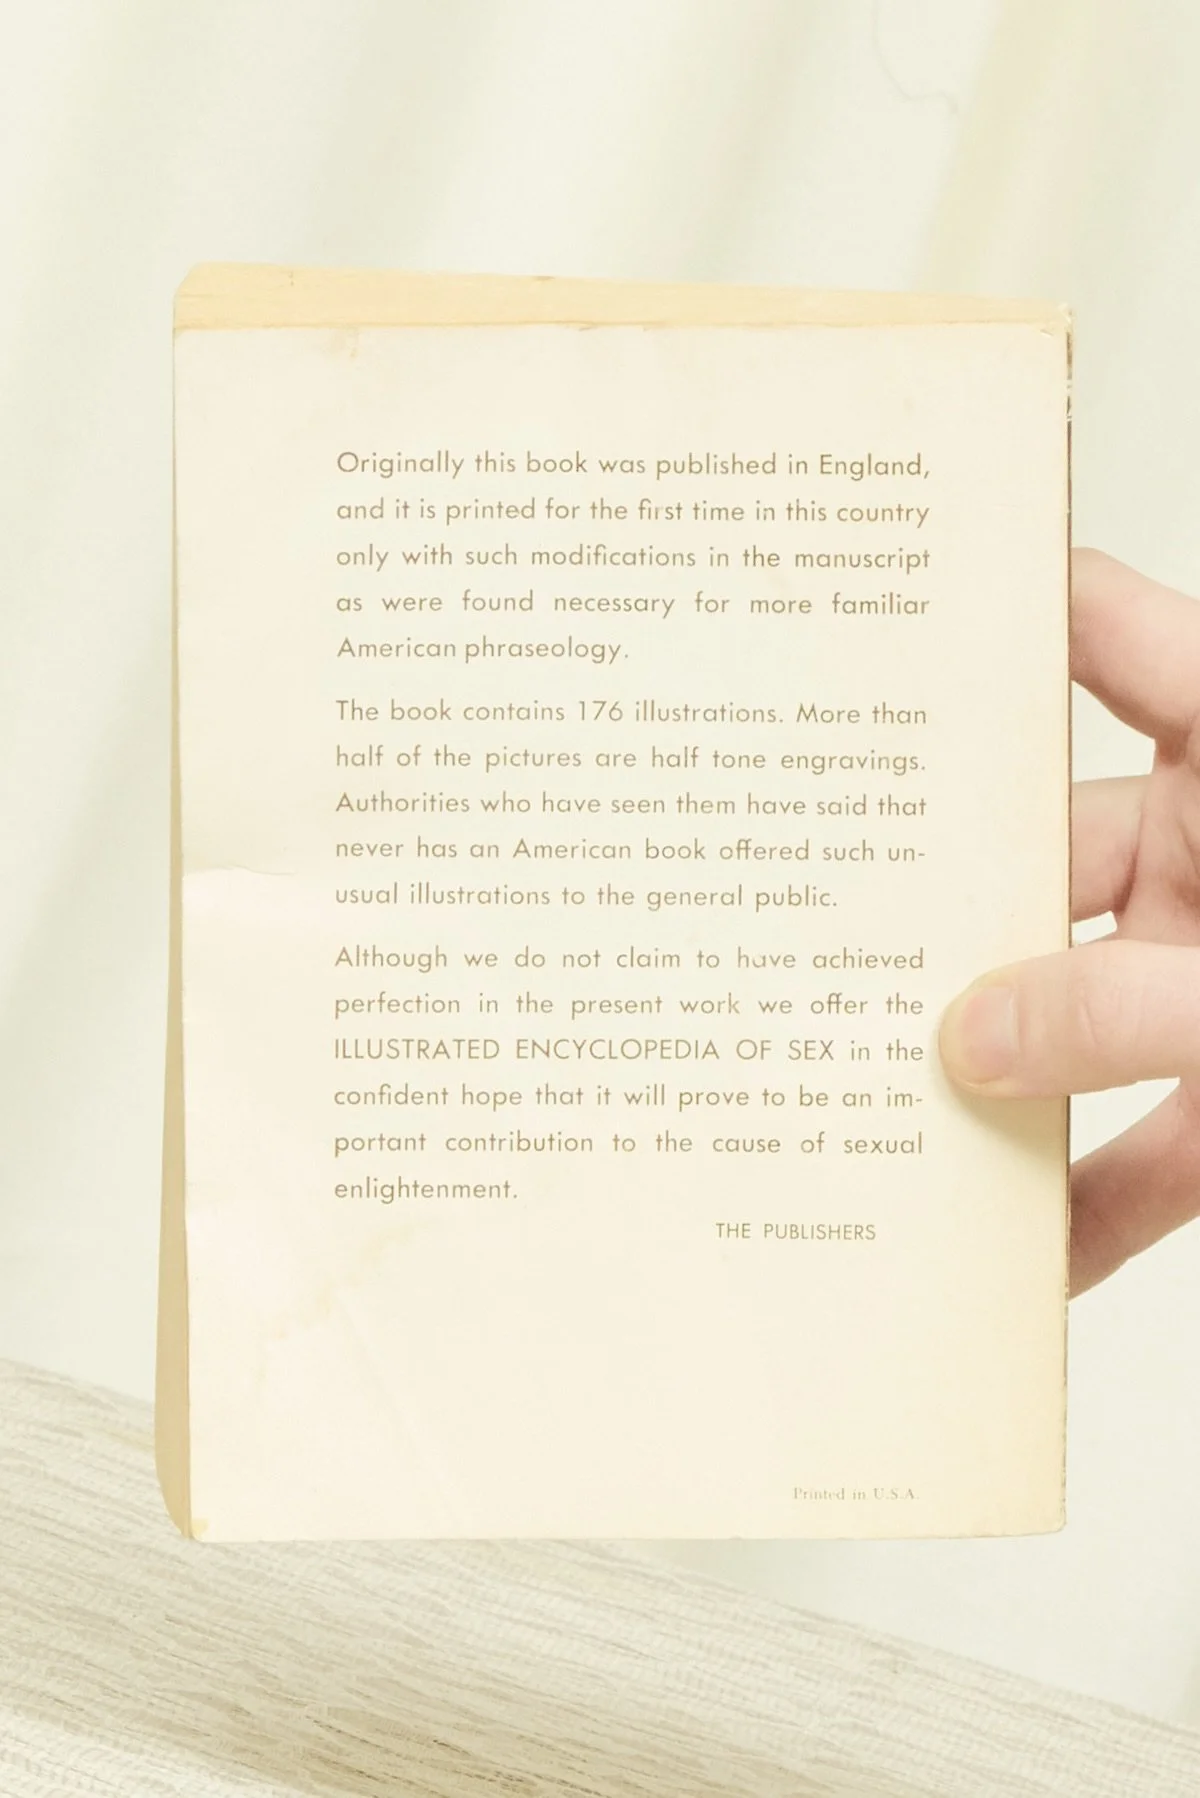 Originally this book was published in England,
and it is printed for the first time in this country
only with such modifications in the manuscript
as were found necessary for more familiar
American phraseology.
The book contains 176 illustrations. More than
half of the pictures are half tone engravings.
Authorities who have seen them have said that
never has an American book offered such un-
usual illustrations to the general public.
Although we do not claim to have achieved
perfection in the present work we offer the
ILLUSTRATED ENCYCLOPEDIA OF SEX in the
confident hope that it will prove to be an im-
portant contribution to the cause of sexual
enlightenment.
THE PUBLISHERS
Printed in U.S.A.